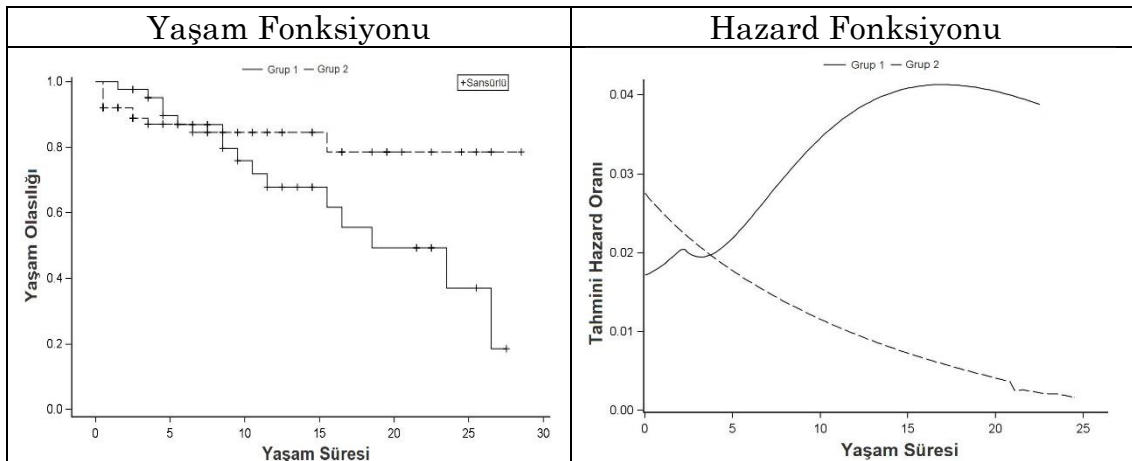 Yaşam Fonksiyonu
Grup 1 Grup 2
+Sansürlü
1.0
0.8
0.6
0.4
0.2
0.0
Yaşam Olasılığı
0 5 10 15 20 25 30
Yaşam Süresi
Hazard Fonksiyonu
Grup 1 Grup 2
0.04
0.03
0.02
0.01
0.00
Tahmini Hazard Oranı
0 5 10 15 20 25
Yaşam Süresi